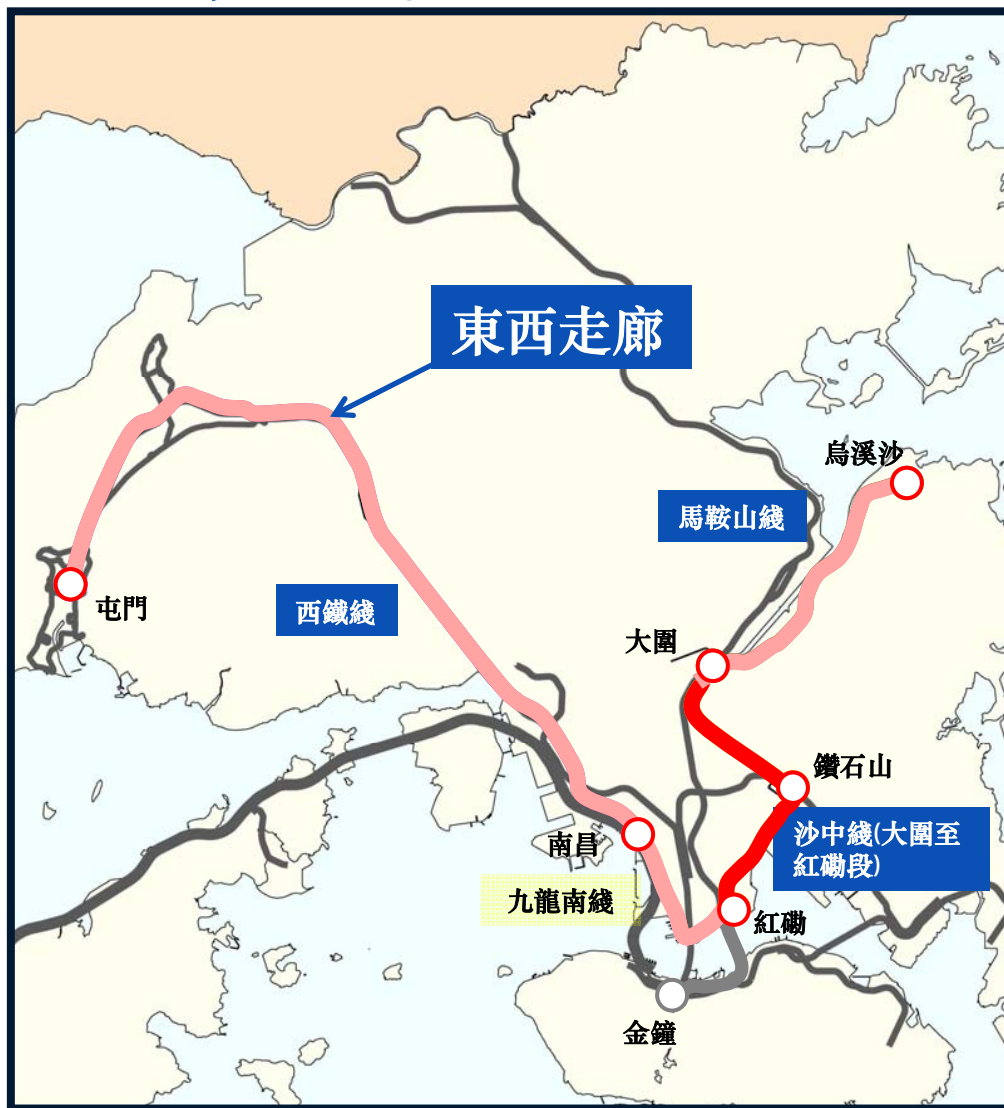 東西走廊
烏溪沙
馬鞍山綫
屯門
西鐵綫
大圍
鑽石山
沙中綫(大圍至
紅磡段)
南昌
九龍南綫
紅磡
金鐘